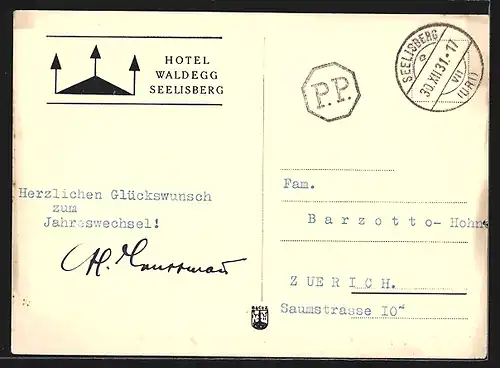 HOTEL
WALDEGG
SEELISBERG
P.P.
SEELISBERG
30.XII.31.-17
VII
(URI)
Herzlichen Glückswunsch
zum
Jahreswechsel!
Fam.
Barzotto-Hohn
ZUERICH.
Saumstrasse 10